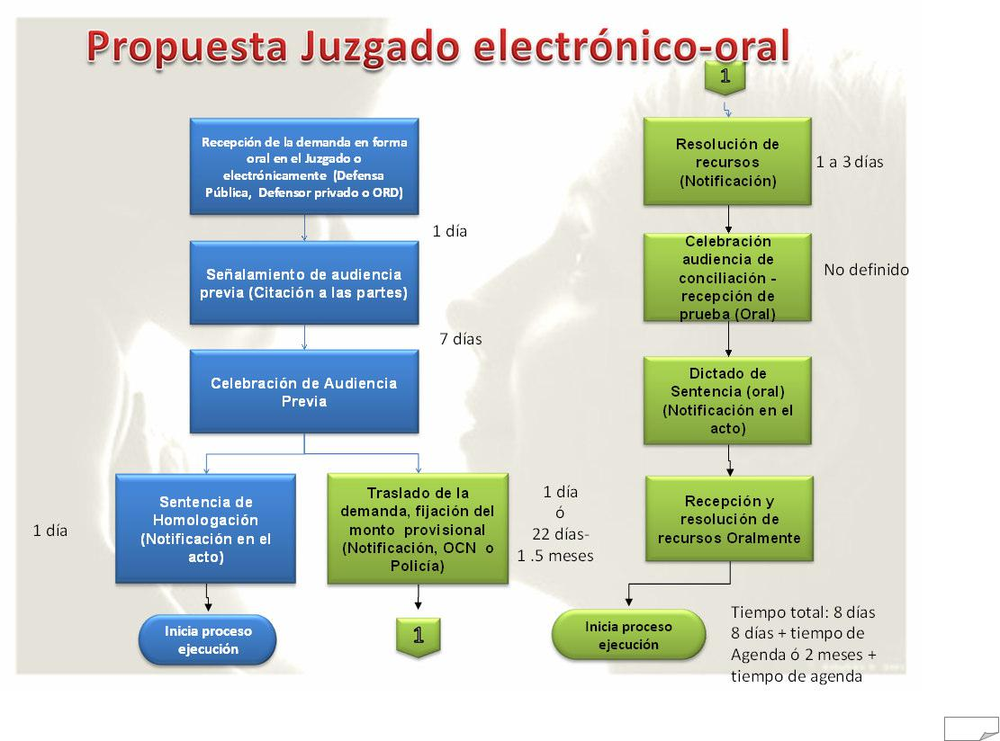 Propuesta Juzgado electrónico-oral
Recepción de la demanda en forma
oral en el Juzgado o
electrónicamente (Defensa
Pública, Defensor privado o ORD)
1 día
Señalamiento de audiencia
previa (Citación a las partes)
7 días
Celebración de Audiencia
Previa
1 día
Sentencia de
Homologación
(Notificación en el
acto)
Inicia proceso
ejecución
Traslado de la
demanda, fijación del
monto provisional
(Notificación, OCN o
Policía)
1 día
ó
22 días-
1 .5 meses
1
1
Resolución de
recursos
(Notificación)
1 a 3 días
Celebración
audiencia de
conciliación -
recepción de
prueba (Oral)
No definido
Dictado de
Sentencia (oral)
(Notificación en el
acto)
Recepción y
resolución de
recursos Oralmente
Inicia proceso
ejecución
Tiempo total: 8 días
8 días + tiempo de
Agenda ó 2 meses +
tiempo de agenda